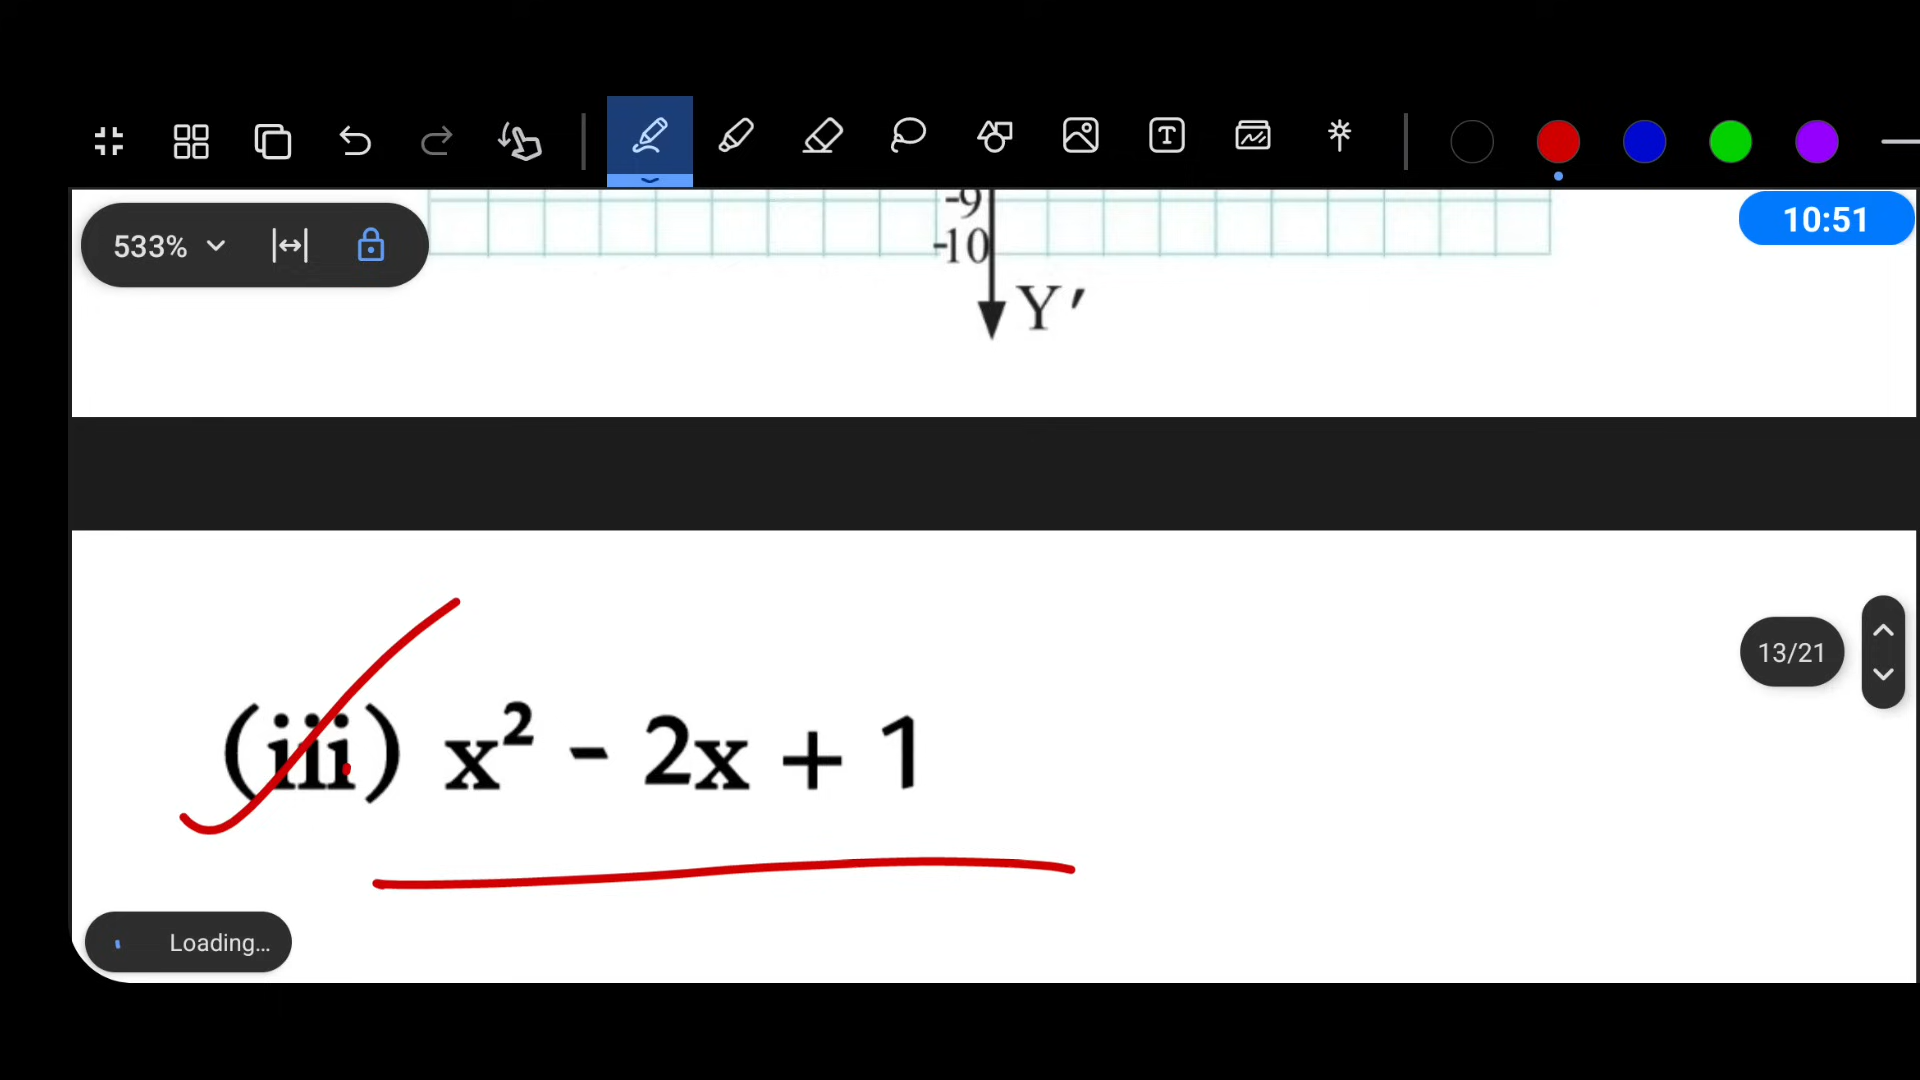 533%
10:51
-9
-10
Y′
13/21
(iii) x² - 2x + 1
Loading...